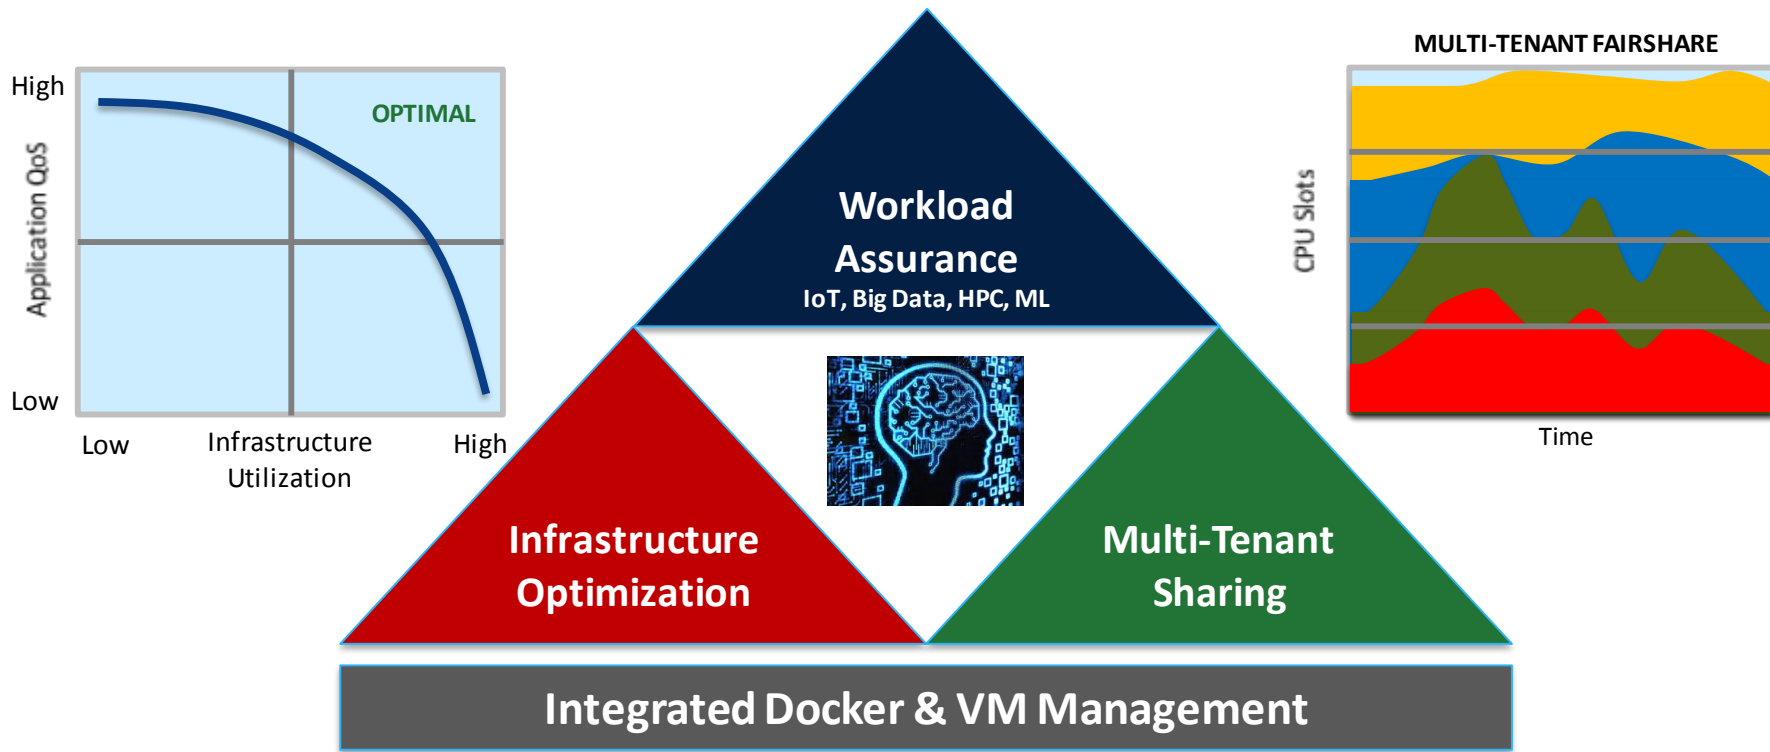 High
Application QoS
OPTIMAL
Low
Low
Infrastructure
Utilization
High
Workload
Assurance
IoT, Big Data, HPC, ML
Infrastructure
Optimization
Multi-Tenant
Sharing
Integrated Docker & VM Management
MULTI-TENANT FAIRSHARE
CPU Slots
Time